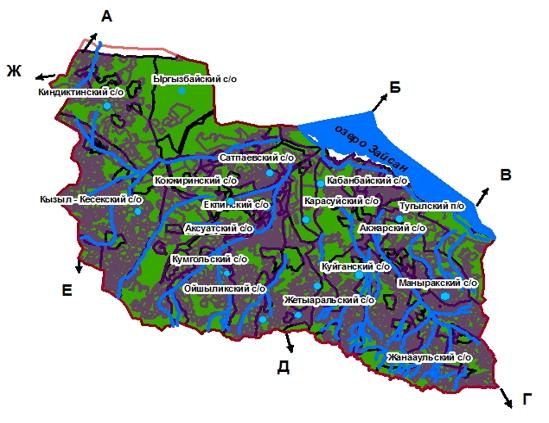 А
Ж
Б
Ыргызбайский с/о
Киндиктинский с/о
озеро Зайсан
Сатпаевский с/о
В
Кокжиринский с/о
Кабанбайский с/о
Кызыл - Кесекский с/о
Екпинский с/о
Карасуйский с/о
Тугылский п/о
Аксуатский с/о
Акжарский с/о
Кумгольский с/о
Куйганский с/о
Е
Ойшыликский с/о
Маныракский с/о
Жетыаральский с/о
Жанааульский с/о
Д
Г